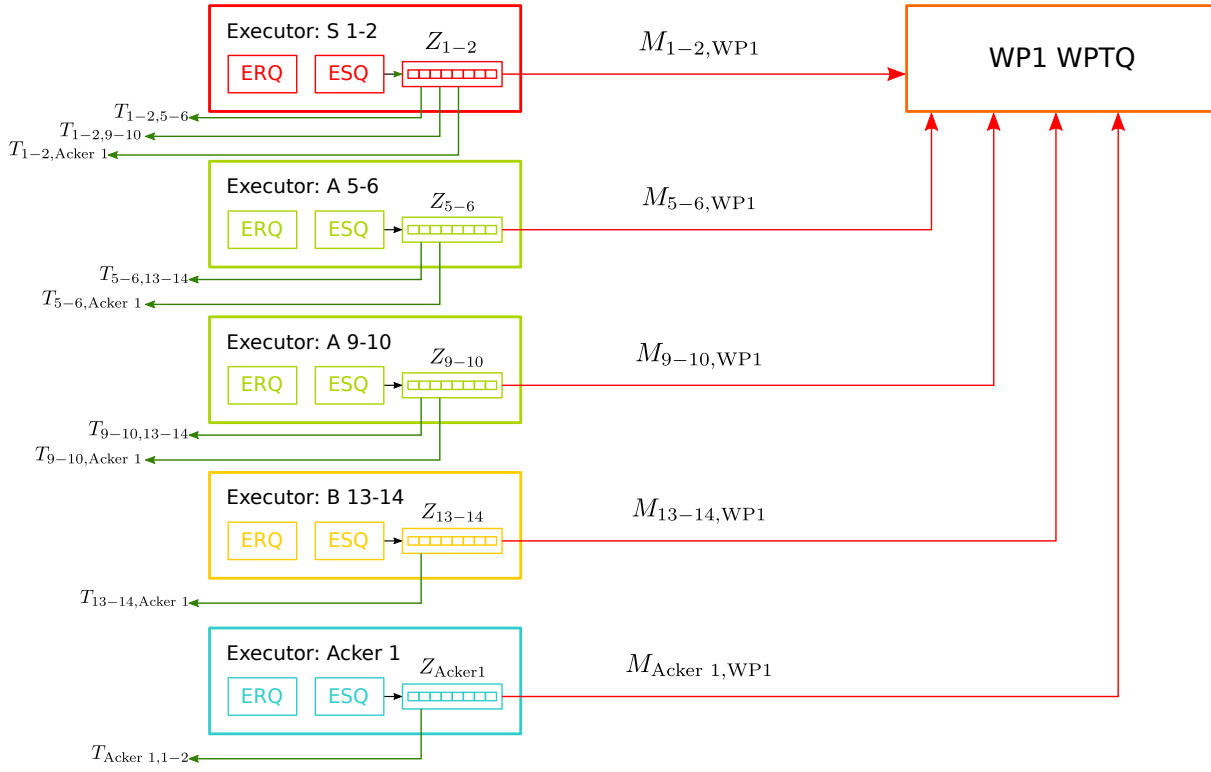 Executor: S 1-2
Z1−2
M1−2,WP1
WP1 WPTQ
ERQ
ESQ
T1−2,5−6
T1−2,9−10
T1−2,Acker 1
Executor: A 5-6
Z5−6
M5−6,WP1
ERQ
ESQ
T5−6,13−14
T5−6,Acker 1
Executor: A 9-10
Z9−10
M9−10,WP1
ERQ
ESQ
T9−10,13−14
T9−10,Acker 1
Executor: B 13-14
Z13−14
M13−14,WP1
ERQ
ESQ
T13−14,Acker 1
Executor: Acker 1
ZAcker1
MAcker 1,WP1
ERQ
ESQ
TAcker 1,1−2